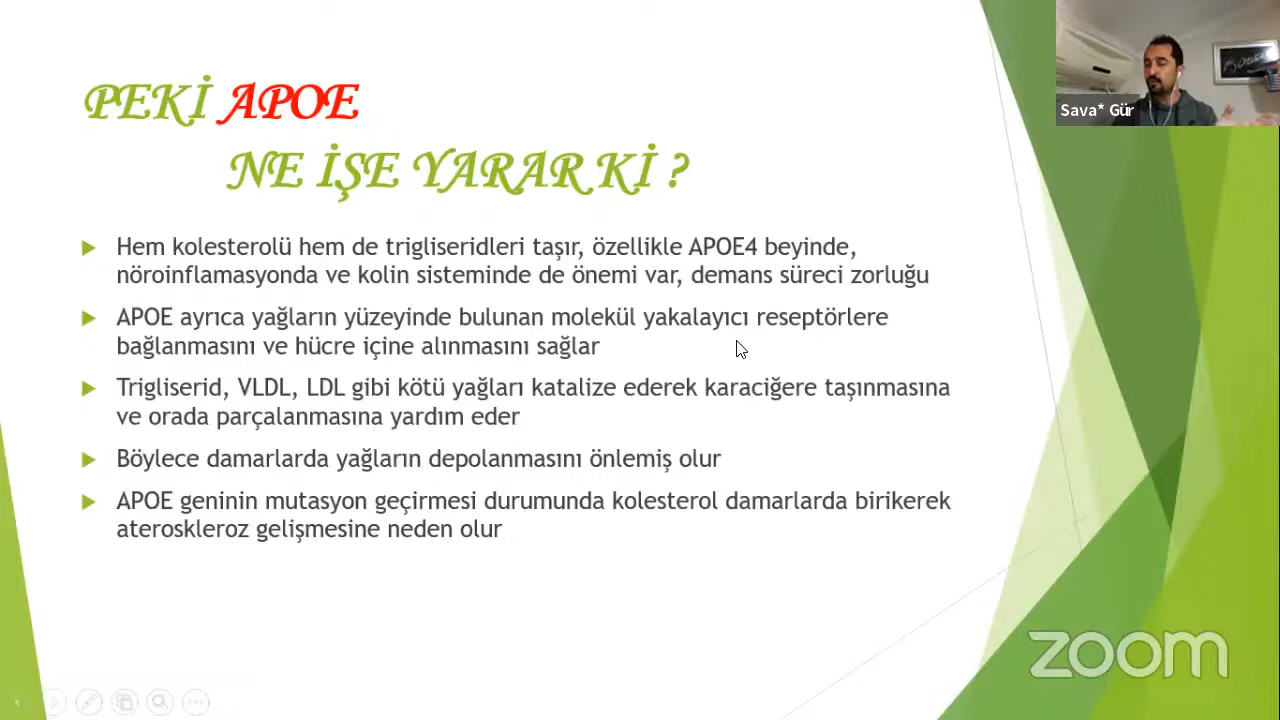 PEKİ APOE
NE İŞE YARAR Kİ ?
Hem kolesterolü hem de trigliseridleri taşır, özellikle APOE4 beyinde,
nöroinflamasyonda ve kolin sisteminde de önemi var, demans süreci zorluğu
APOE ayrıca yağların yüzeyinde bulunan molekül yakalayıcı reseptörlere
bağlanmasını ve hücre içine alınmasını sağlar
Trigliserid, VLDL, LDL gibi kötü yağları katalize ederek karaciğere taşınmasına
ve orada parçalanmasına yardım eder
Böylece damarlarda yağların depolanmasını önlemiş olur
APOE geninin mutasyon geçirmesi durumunda kolesterol damarlarda birikerek
ateroskleroz gelişmesine neden olur
Sava* Gür
zoom